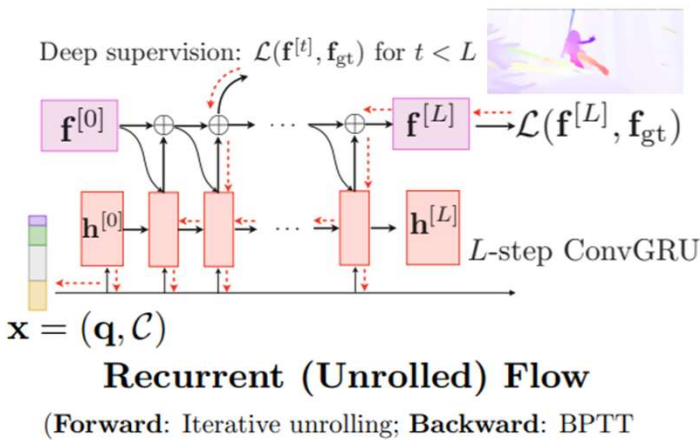 Deep supervision: ℒ(f^[t], f_gt) for t < L
f^[0] ⊕ ⊕ ··· ⊕ f^[L] ℒ(f^[L], f_gt)
h^[0] ··· h^[L]
L-step ConvGRU
x = (q, 𝒞)
Recurrent (Unrolled) Flow
(Forward: Iterative unrolling; Backward: BPTT